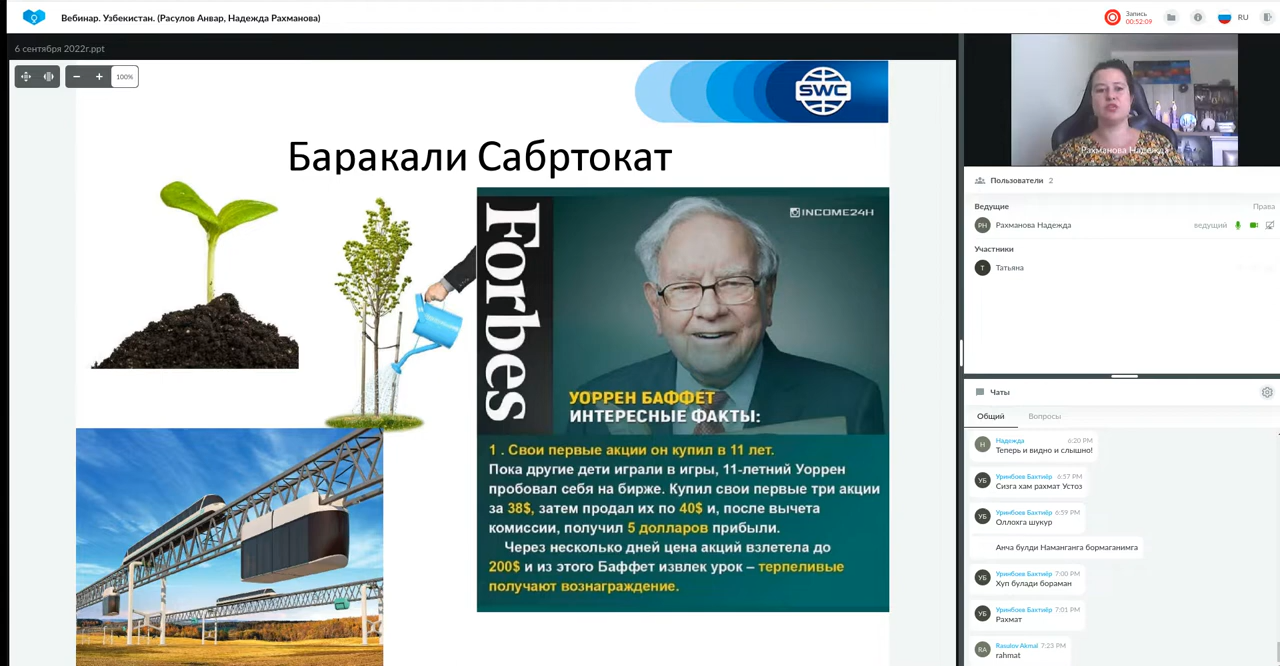 Вебинар. Узбекистан. (Расулов Анвар, Надежда Рахманова)
Запись
00:52:09
RU
6 сентября 2022г.ppt
100%
SWC
Баракали Сабртокат
Forbes
INCOME24H
УОРРЕН БАФФЕТ
ИНТЕРЕСНЫЕ ФАКТЫ:
1 . Свои первые акции он купил в 11 лет.
Пока другие дети играли в игры, 11-летний Уоррен
пробовал себя на бирже. Купил свои первые три акции
за 38$, затем продал их по 40$ и, после вычета
комиссии, получил 5 долларов прибыли.
Через несколько дней цена акций взлетела до
200$ и из этого Баффет извлек урок – терпеливые
получают вознаграждение.
Рахманова Надежда
Пользователи 2
Ведущие Права
РН Рахманова Надежда ведущий
Участники
Т Татьяна
Чаты
Общий Вопросы
Н Надежда 6:20 PM
Теперь и видно и слышно!
УБ Уринбоев Бахтиёр 6:57 PM
Сизга хам рахмат Устоз
УБ Уринбоев Бахтиёр 6:59 PM
Оллохга шукур
Анча булди Наманганга бормаганимга
УБ Уринбоев Бахтиёр 7:00 PM
Хуп булади бораман
УБ Уринбоев Бахтиёр 7:01 PM
Рахмат
RA Rasulov Akmal 7:23 PM
rahmat